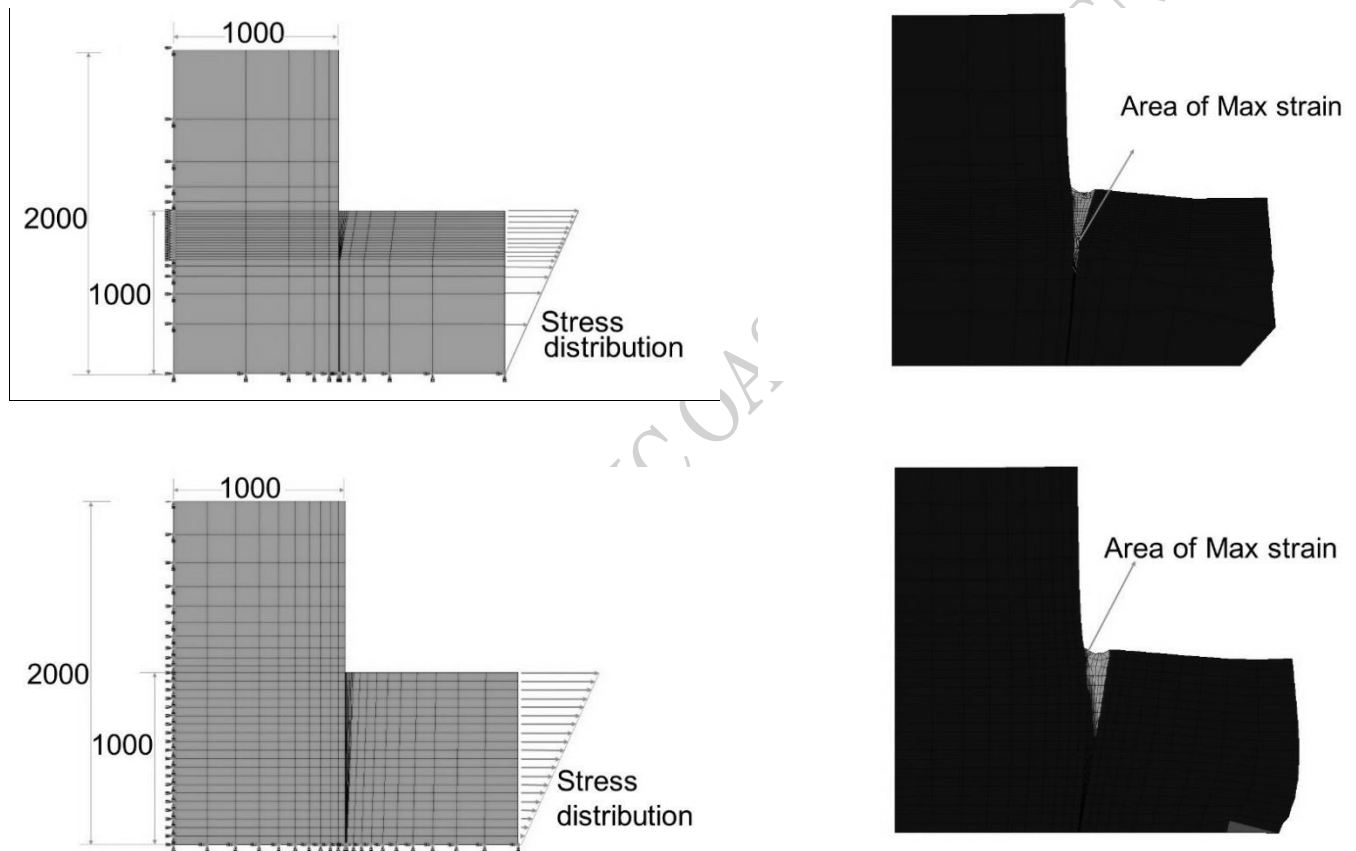 1000
2000
1000
Stress
distribution
Area of Max strain
1000
2000
1000
Stress
distribution
Area of Max strain